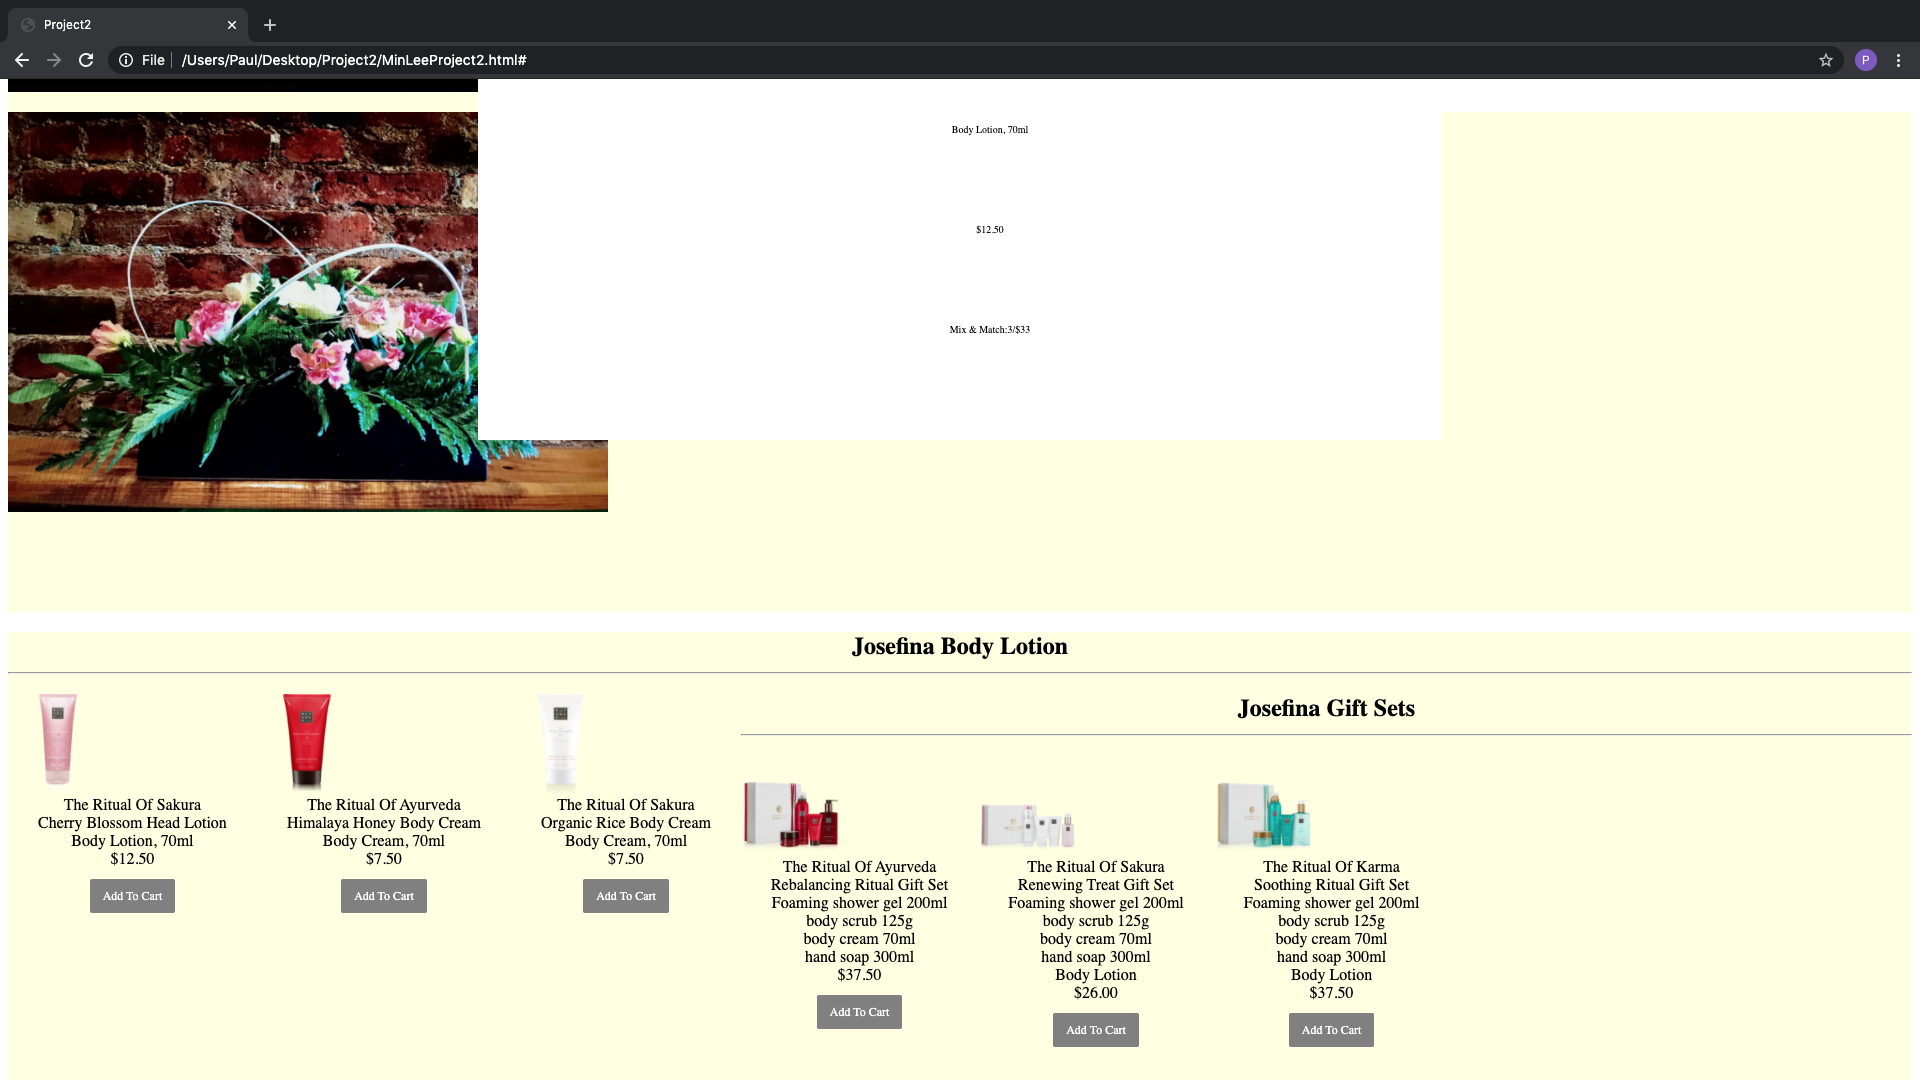 Project2
File
/Users/Paul/Desktop/Project2/MinLeeProject2.html#
P
Body Lotion, 70ml
$12.50
Mix & Match:3/$33
Josefina Body Lotion
The Ritual Of Sakura
Cherry Blossom Head Lotion
Body Lotion, 70ml
$12.50
Add To Cart
The Ritual Of Ayurveda
Himalaya Honey Body Cream
Body Cream, 70ml
$7.50
Add To Cart
The Ritual Of Sakura
Organic Rice Body Cream
Body Cream, 70ml
$7.50
Add To Cart
Josefina Gift Sets
The Ritual Of Ayurveda
Rebalancing Ritual Gift Set
Foaming shower gel 200ml
body scrub 125g
body cream 70ml
hand soap 300ml
$37.50
Add To Cart
The Ritual Of Sakura
Renewing Treat Gift Set
Foaming shower gel 200ml
body scrub 125g
body cream 70ml
hand soap 300ml
Body Lotion
$26.00
Add To Cart
The Ritual Of Karma
Soothing Ritual Gift Set
Foaming shower gel 200ml
body scrub 125g
body cream 70ml
hand soap 300ml
Body Lotion
$37.50
Add To Cart